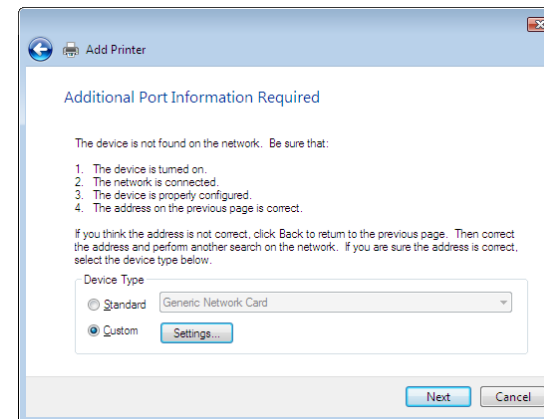 Add Printer
Additional Port Information Required
The device is not found on the network. Be sure that:
1. The device is turned on.
2. The network is connected.
3. The device is properly configured.
4. The address on the previous page is correct.
If you think the address is not correct, click Back to return to the previous page. Then correct
the address and perform another search on the network. If you are sure the address is correct,
select the device type below.
Device Type
Standard Generic Network Card
Custom Settings...
Next Cancel